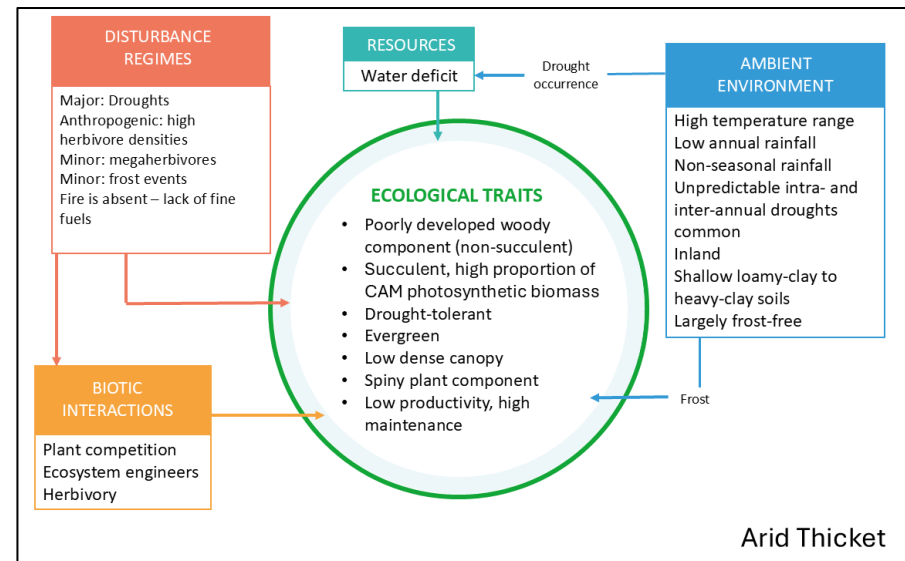 DISTURBANCE
REGIMES
Major: Droughts
Anthropogenic: high
herbivore densities
Minor: megaherbivores
Minor: frost events
Fire is absent – lack of fine
fuels
RESOURCES
Water deficit
Drought
occurrence
AMBIENT
ENVIRONMENT
High temperature range
Low annual rainfall
Non-seasonal rainfall
Unpredictable intra- and
inter-annual droughts
common
Inland
Shallow loamy-clay to
heavy-clay soils
Largely frost-free
ECOLOGICAL TRAITS
• Poorly developed woody
component (non-succulent)
• Succulent, high proportion of
CAM photosynthetic biomass
• Drought-tolerant
• Evergreen
• Low dense canopy
• Spiny plant component
• Low productivity, high
maintenance
Frost
BIOTIC
INTERACTIONS
Plant competition
Ecosystem engineers
Herbivory
Arid Thicket